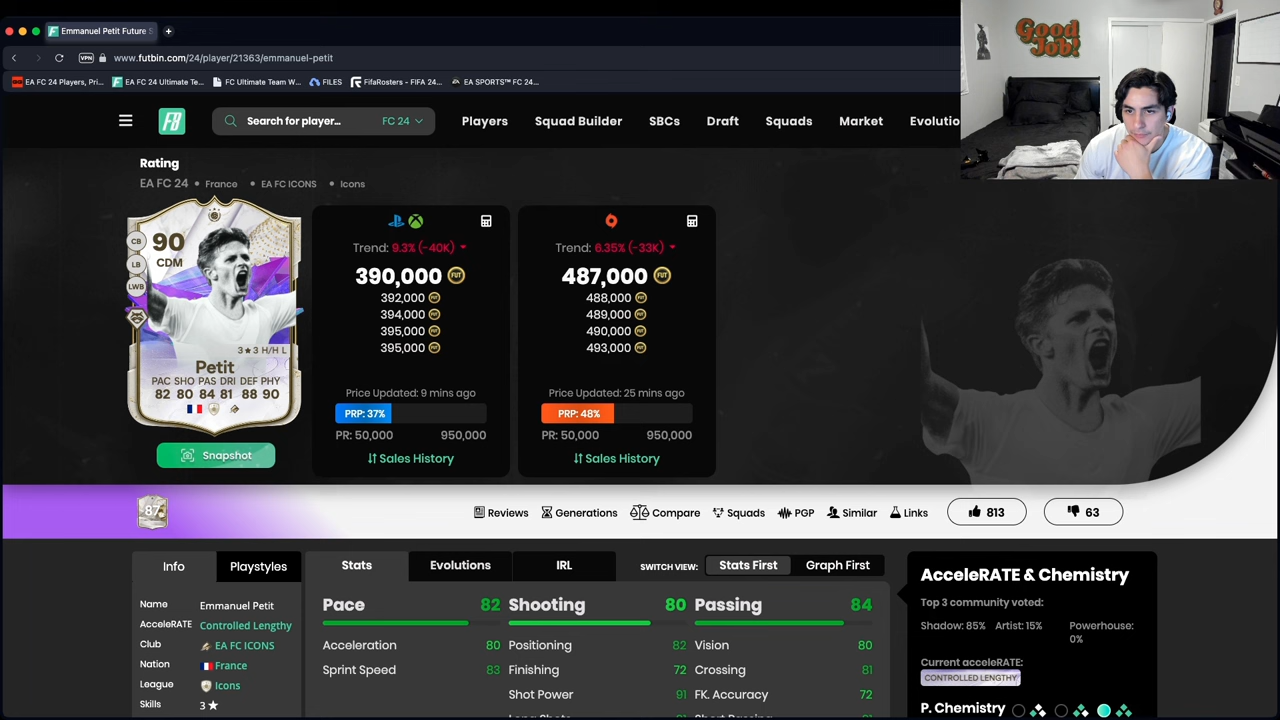 Emmanuel Petit Future S
www.futbin.com/24/player/21363/emmanuel-petit
VPN
EA FC 24 Players, Pri...
EA FC 24 Ultimate Te...
FC Ultimate Team W...
FILES
FifaRosters - FIFA 24...
EA SPORTS™ FC 24...
Good Job!
Search for player...
FC 24
Players
Squad Builder
SBCs
Draft
Squads
Market
Evolutio
Rating
EA FC 24 • France • EA FC ICONS • Icons
90
CDM
CB
LB
LWB
3★3 H/H L
Petit
PAC SHO PAS DRI DEF PHY
82 80 84 81 88 90
Snapshot
Trend: 9.3% (-40K)
390,000
392,000
394,000
395,000
395,000
Price Updated: 9 mins ago
PRP: 37%
PR: 50,000 950,000
Sales History
Trend: 6.35% (-33K)
487,000
488,000
489,000
490,000
493,000
Price Updated: 25 mins ago
PRP: 48%
PR: 50,000 950,000
Sales History
87
Reviews
Generations
Compare
Squads
PGP
Similar
Links
813
63
Info
Playstyles
Name Emmanuel Petit
AcceleRATE Controlled Lengthy
Club EA FC ICONS
Nation France
League Icons
Skills 3 ★
Stats
Evolutions
IRL
SWITCH VIEW:
Stats First
Graph First
Pace 82
Acceleration 80
Sprint Speed 83
Shooting 80
Positioning 82
Finishing 72
Shot Power 91
Passing 84
Vision 80
Crossing 81
FK. Accuracy 72
AcceleRATE & Chemistry
Top 3 community voted:
Shadow: 85% Artist: 15% Powerhouse:
0%
Current acceleRATE:
CONTROLLED LENGTHY
P. Chemistry